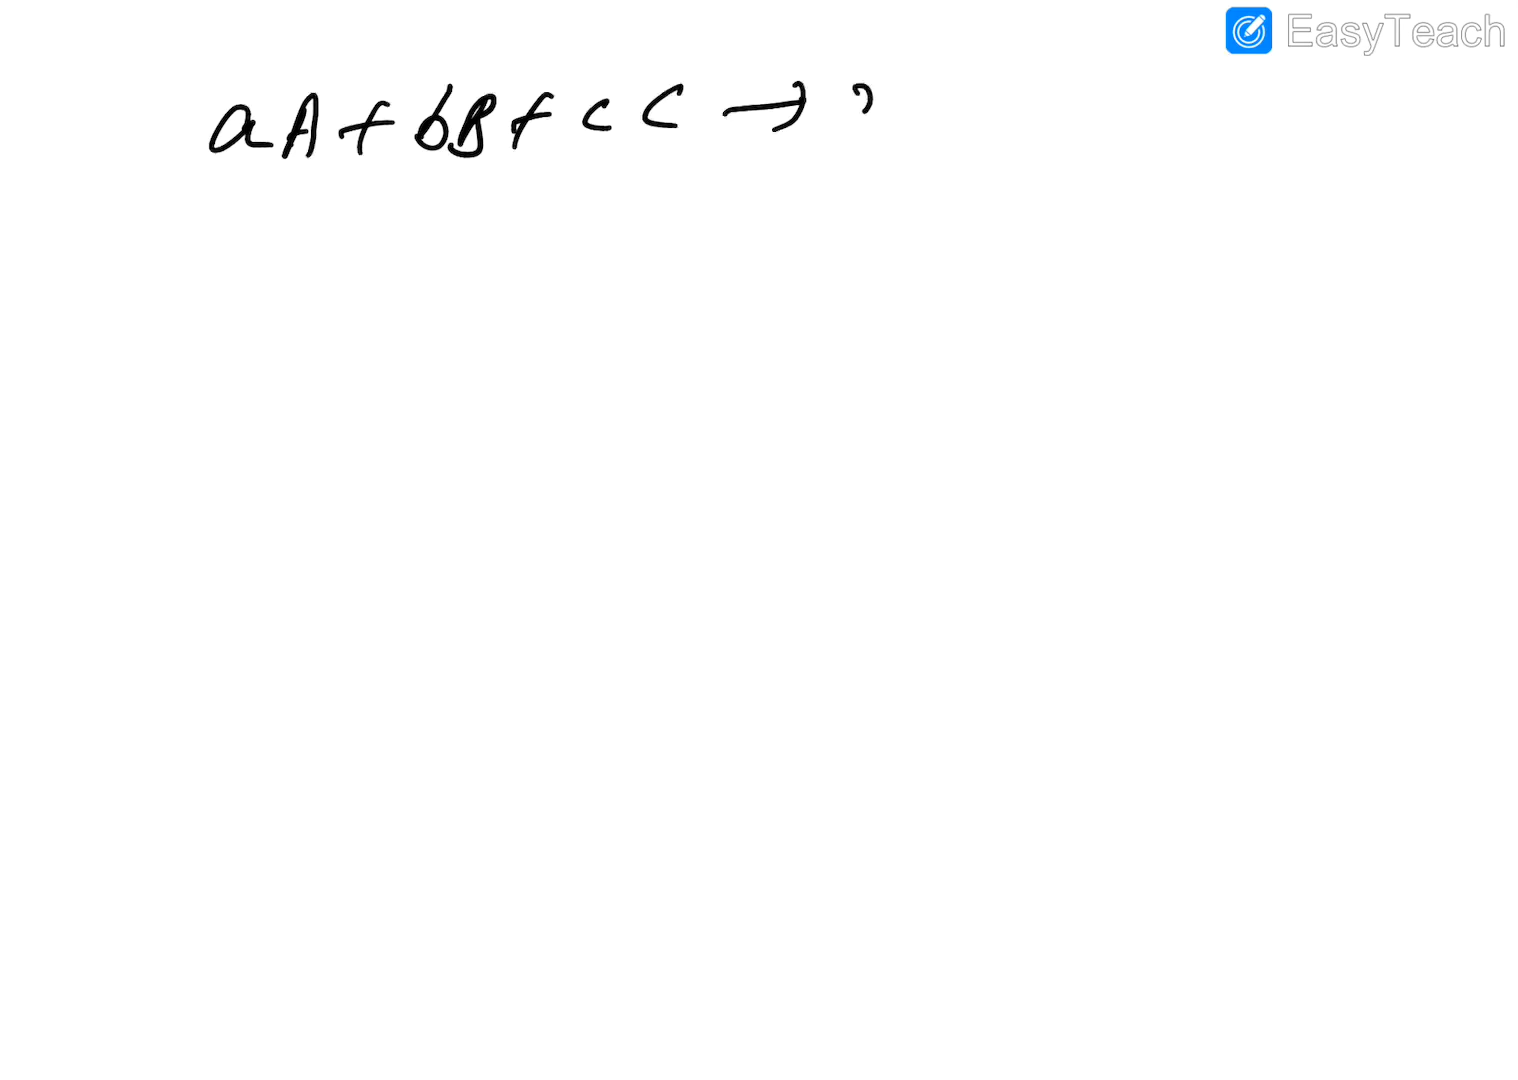 EasyTeach
aA + bB + cC →